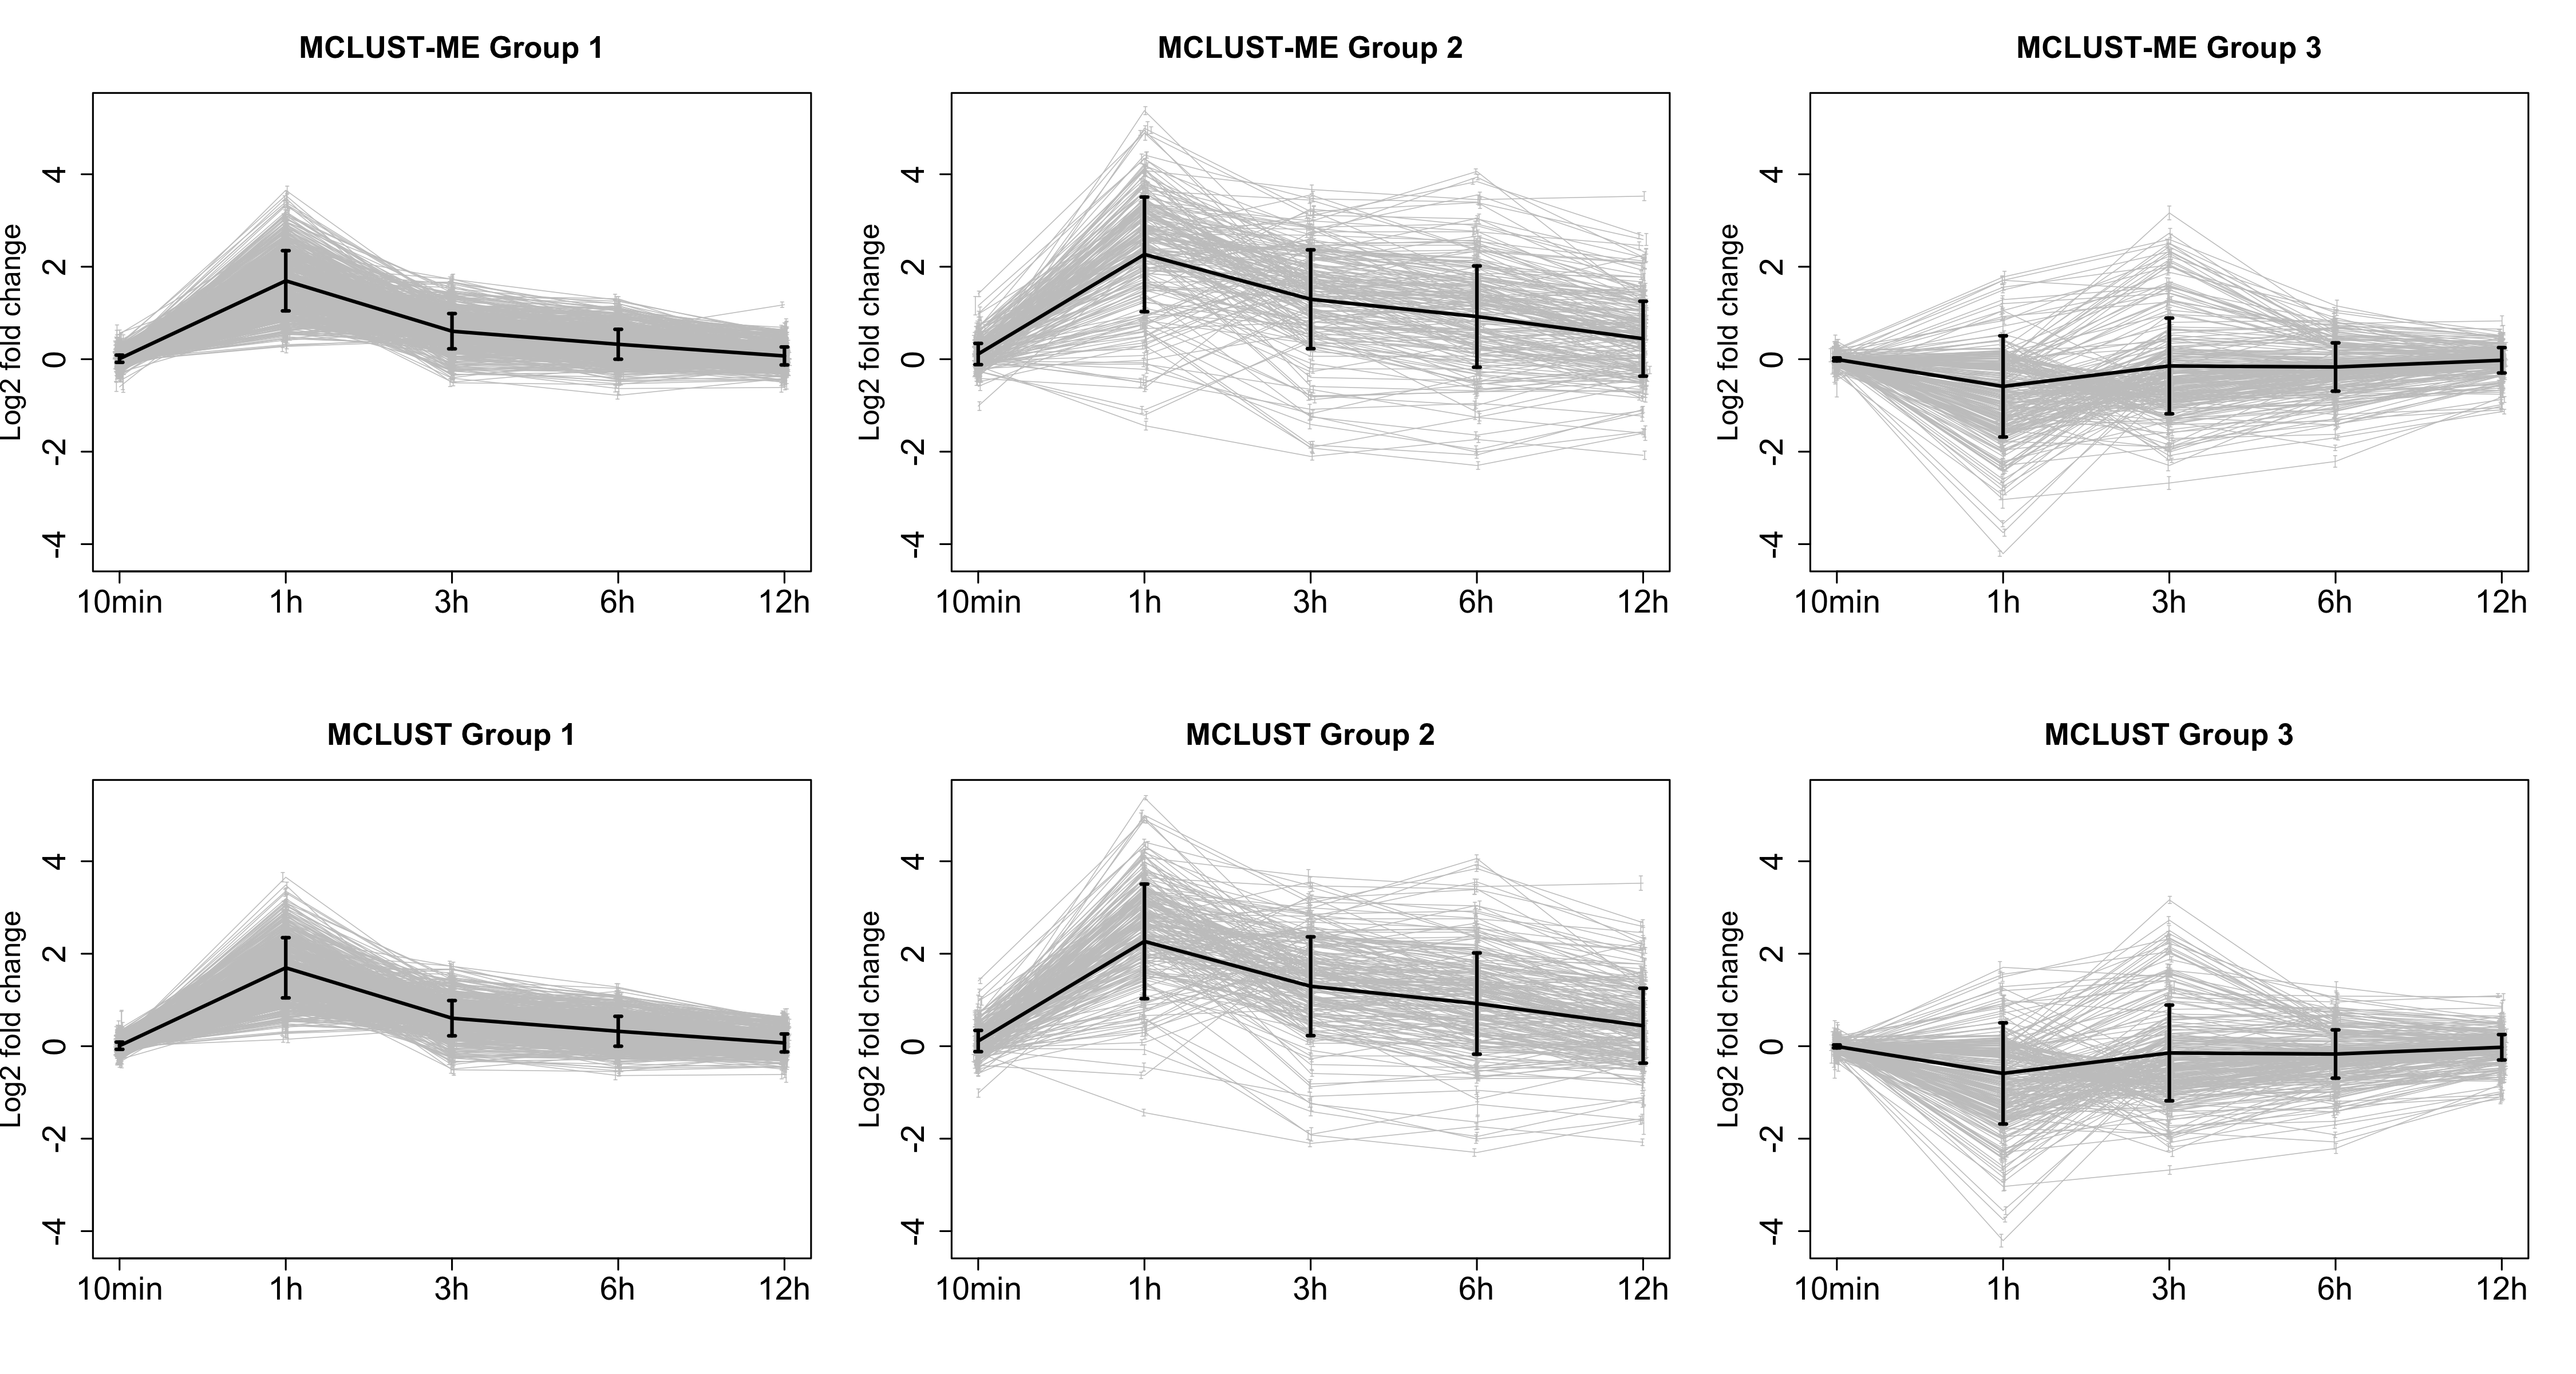 MCLUST-ME Group 1
Log2 fold change
4
2
0
-2
-4
10min 1h 3h 6h 12h
MCLUST-ME Group 2
Log2 fold change
4
2
0
-2
-4
10min 1h 3h 6h 12h
MCLUST-ME Group 3
Log2 fold change
4
2
0
-2
-4
10min 1h 3h 6h 12h
MCLUST Group 1
Log2 fold change
4
2
0
-2
-4
10min 1h 3h 6h 12h
MCLUST Group 2
Log2 fold change
4
2
0
-2
-4
10min 1h 3h 6h 12h
MCLUST Group 3
Log2 fold change
4
2
0
-2
-4
10min 1h 3h 6h 12h